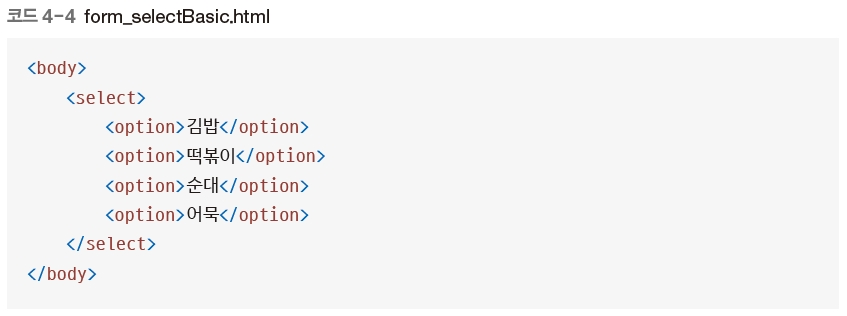 코드 4-4 form_selectBasic.html
<body>
<select>
<option>김밥</option>
<option>떡볶이</option>
<option>순대</option>
<option>어묵</option>
</select>
</body>